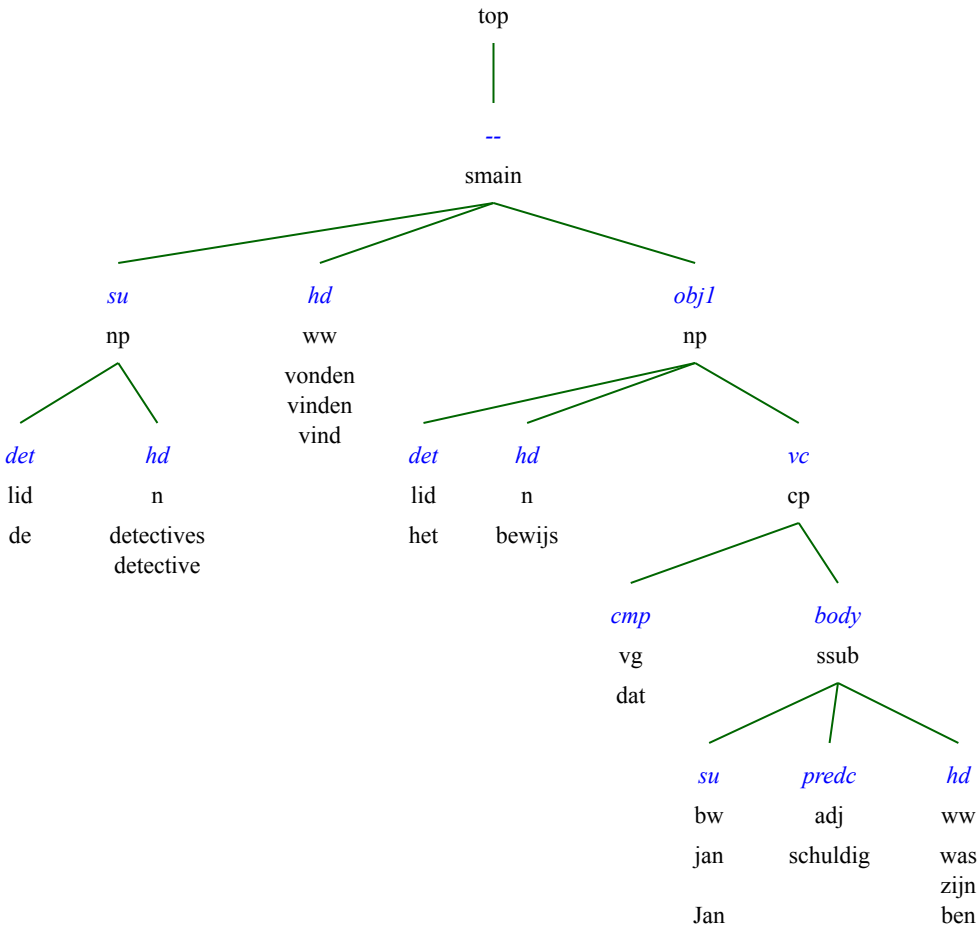 top
--
smain
su hd obj1
np ww np
vonden
vinden
vind
det hd det hd vc
lid n lid n cp
de detectives het bewijs
detective
cmp body
vg ssub
dat
su predc hd
bw adj ww
jan schuldig was
zijn
Jan ben